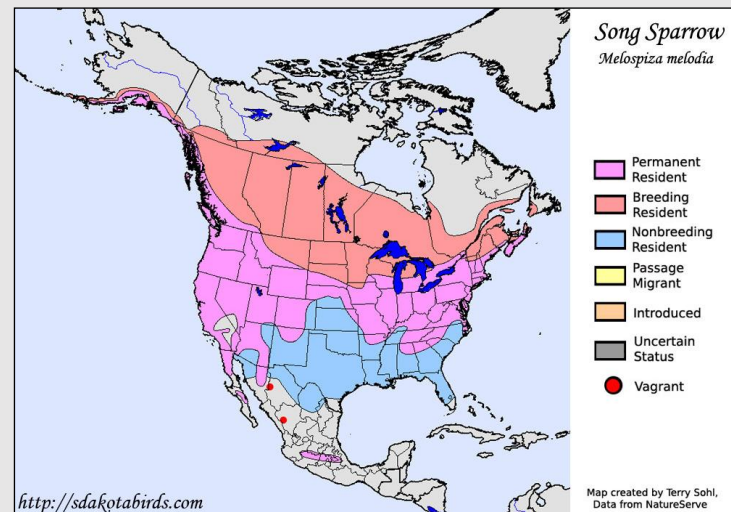 Song Sparrow
Melospiza melodia
Permanent
Resident
Breeding
Resident
Nonbreeding
Resident
Passage
Migrant
Introduced
Uncertain
Status
Vagrant
http://sdakotabirds.com
Map created by Terry Sohl,
Data from NatureServe